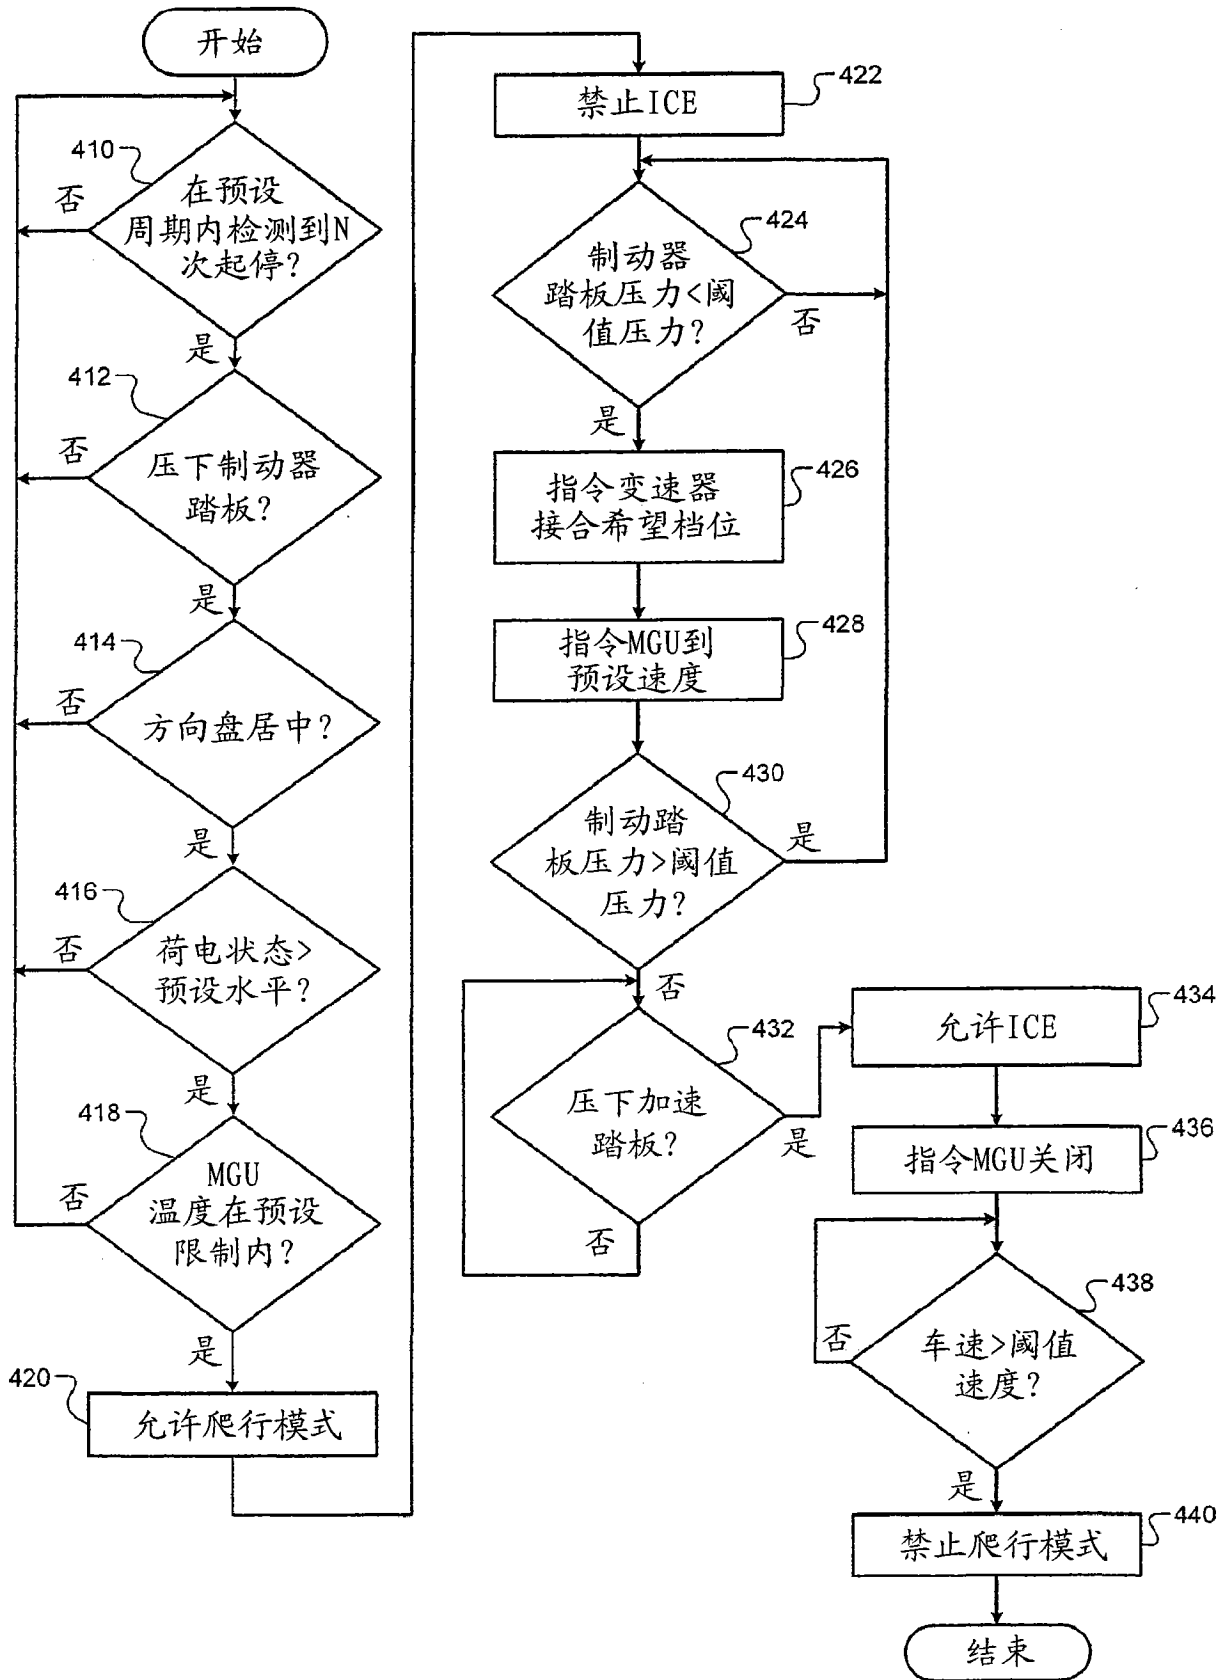 开始
410
否
在预设
周期内检测到N
次起停?
是
412
否
压下制动器
踏板?
是
414
否
方向盘居中?
是
416
否
荷电状态>
预设水平?
是
418
否
MGU
温度在预设
限制内?
是
420
允许爬行模式
422
禁止ICE
424
制动器
踏板压力<阈
值压力?
否
是
426
指令变速器
接合希望档位
428
指令MGU到
预设速度
430
制动踏
板压力>阈值
压力?
是
否
432
压下加速
踏板?
是
否
434
允许ICE
436
指令MGU关闭
438
否
车速>阈值
速度?
是
440
禁止爬行模式
结束